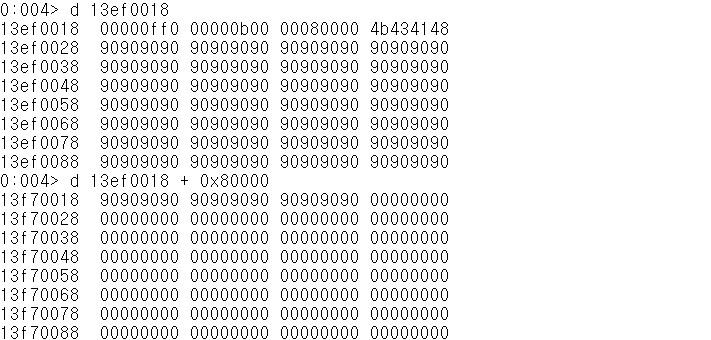 0:004> d 13ef0018
13ef0018  00000ff0 00000b00 00080000 4b434148
13ef0028  90909090 90909090 90909090 90909090
13ef0038  90909090 90909090 90909090 90909090
13ef0048  90909090 90909090 90909090 90909090
13ef0058  90909090 90909090 90909090 90909090
13ef0068  90909090 90909090 90909090 90909090
13ef0078  90909090 90909090 90909090 90909090
13ef0088  90909090 90909090 90909090 90909090
0:004> d 13ef0018 + 0x80000
13f70018  90909090 90909090 90909090 00000000
13f70028  00000000 00000000 00000000 00000000
13f70038  00000000 00000000 00000000 00000000
13f70048  00000000 00000000 00000000 00000000
13f70058  00000000 00000000 00000000 00000000
13f70068  00000000 00000000 00000000 00000000
13f70078  00000000 00000000 00000000 00000000
13f70088  00000000 00000000 00000000 00000000